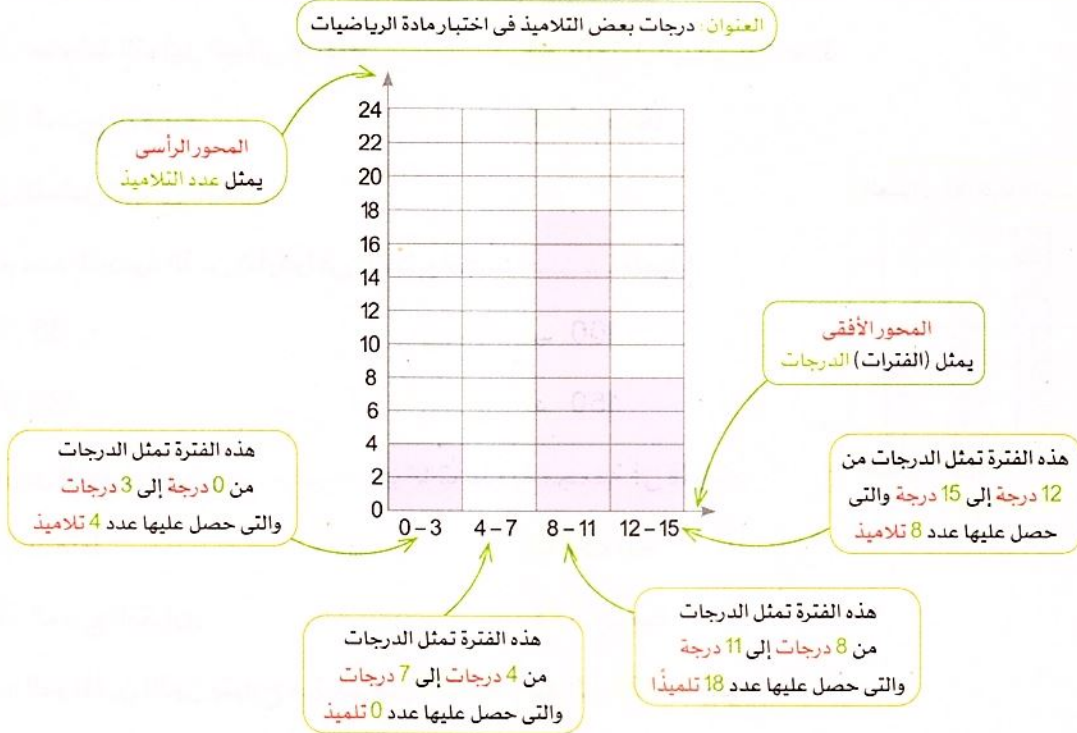 العنوان: درجات بعض التلاميذ فى اختبار مادة الرياضيات
المحور الرأسى
يمثل عدد التلاميذ
24
22
20
18
16
14
12
10
8
6
4
2
0
0 – 3
4 – 7
8 – 11
12 – 15
المحور الأفقى
يمثل (الفترات) الدرجات
هذه الفترة تمثل الدرجات
من 0 درجة إلى 3 درجات
والتى حصل عليها عدد 4 تلاميذ
هذه الفترة تمثل الدرجات
من 4 درجات إلى 7 درجات
والتى حصل عليها عدد 0 تلميذ
هذه الفترة تمثل الدرجات
من 8 درجات إلى 11 درجة
والتى حصل عليها عدد 18 تلميذًا
هذه الفترة تمثل الدرجات من
12 درجة إلى 15 درجة والتى
حصل عليها عدد 8 تلاميذ